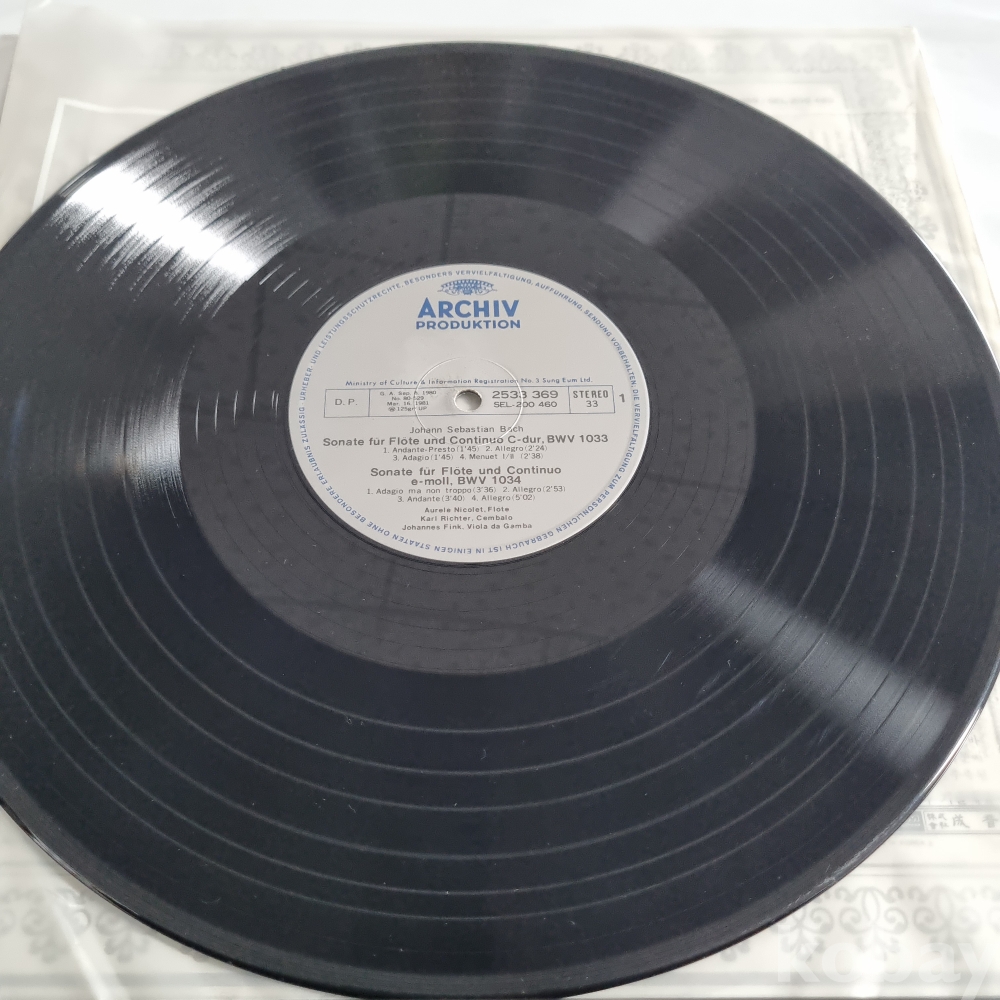 URHEBER- UND LEISTUNGSSCHUTZRECHTE, BESONDERS VERVIELFÄLTIGUNG, AUFFÜHRUNG, SENDUNG VORBEHALTEN. DIE VERVIELFÄLTIGUNG ZUM PERSÖNLICHEN GEBRAUCH IST IN EINIGEN STAATEN OHNE BESONDERE ERLAUBNIS ZULÄSSIG
ARCHIV
PRODUKTION
Ministry of Culture & Information Registration No. 3 Sung Eum Ltd.
D. P.
Mar. 16, 1981
2533 369
SEL-200 460
STEREO
33
1
Johann Sebastian Bach
Sonate für Flöte und Continuo C-dur, BWV 1033
1. Andante-Presto (1'45) 2. Allegro (2'24)
3. Adagio (1'45) 4. Menuet I/II (2'38)
Sonate für Flöte und Continuo
e-moll, BWV 1034
1. Adagio ma non troppo (3'36) 2. Allegro (2'53)
3. Andante (3'40) 4. Allegro (5'02)
Aurele Nicolet, Flöte
Karl Richter, Cembalo
Johannes Fink, Viola da Gamba
kobay